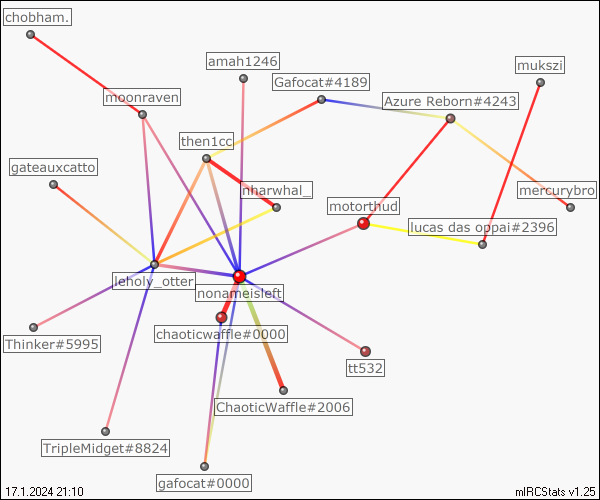 chobham.
amah1246
mukszi
Gafocat#4189
moonraven
Azure Reborn#4243
then1cc
gateauxcatto
nharwhal_
mercurybro
motorthud
lucas das oppai#2396
leholy_otter
nonameisleft
chaoticwaffle#0000
Thinker#5995
tt532
ChaoticWaffle#2006
TripleMidget#8824
gafocat#0000
17.1.2024 21:10
mIRCStats v1.25